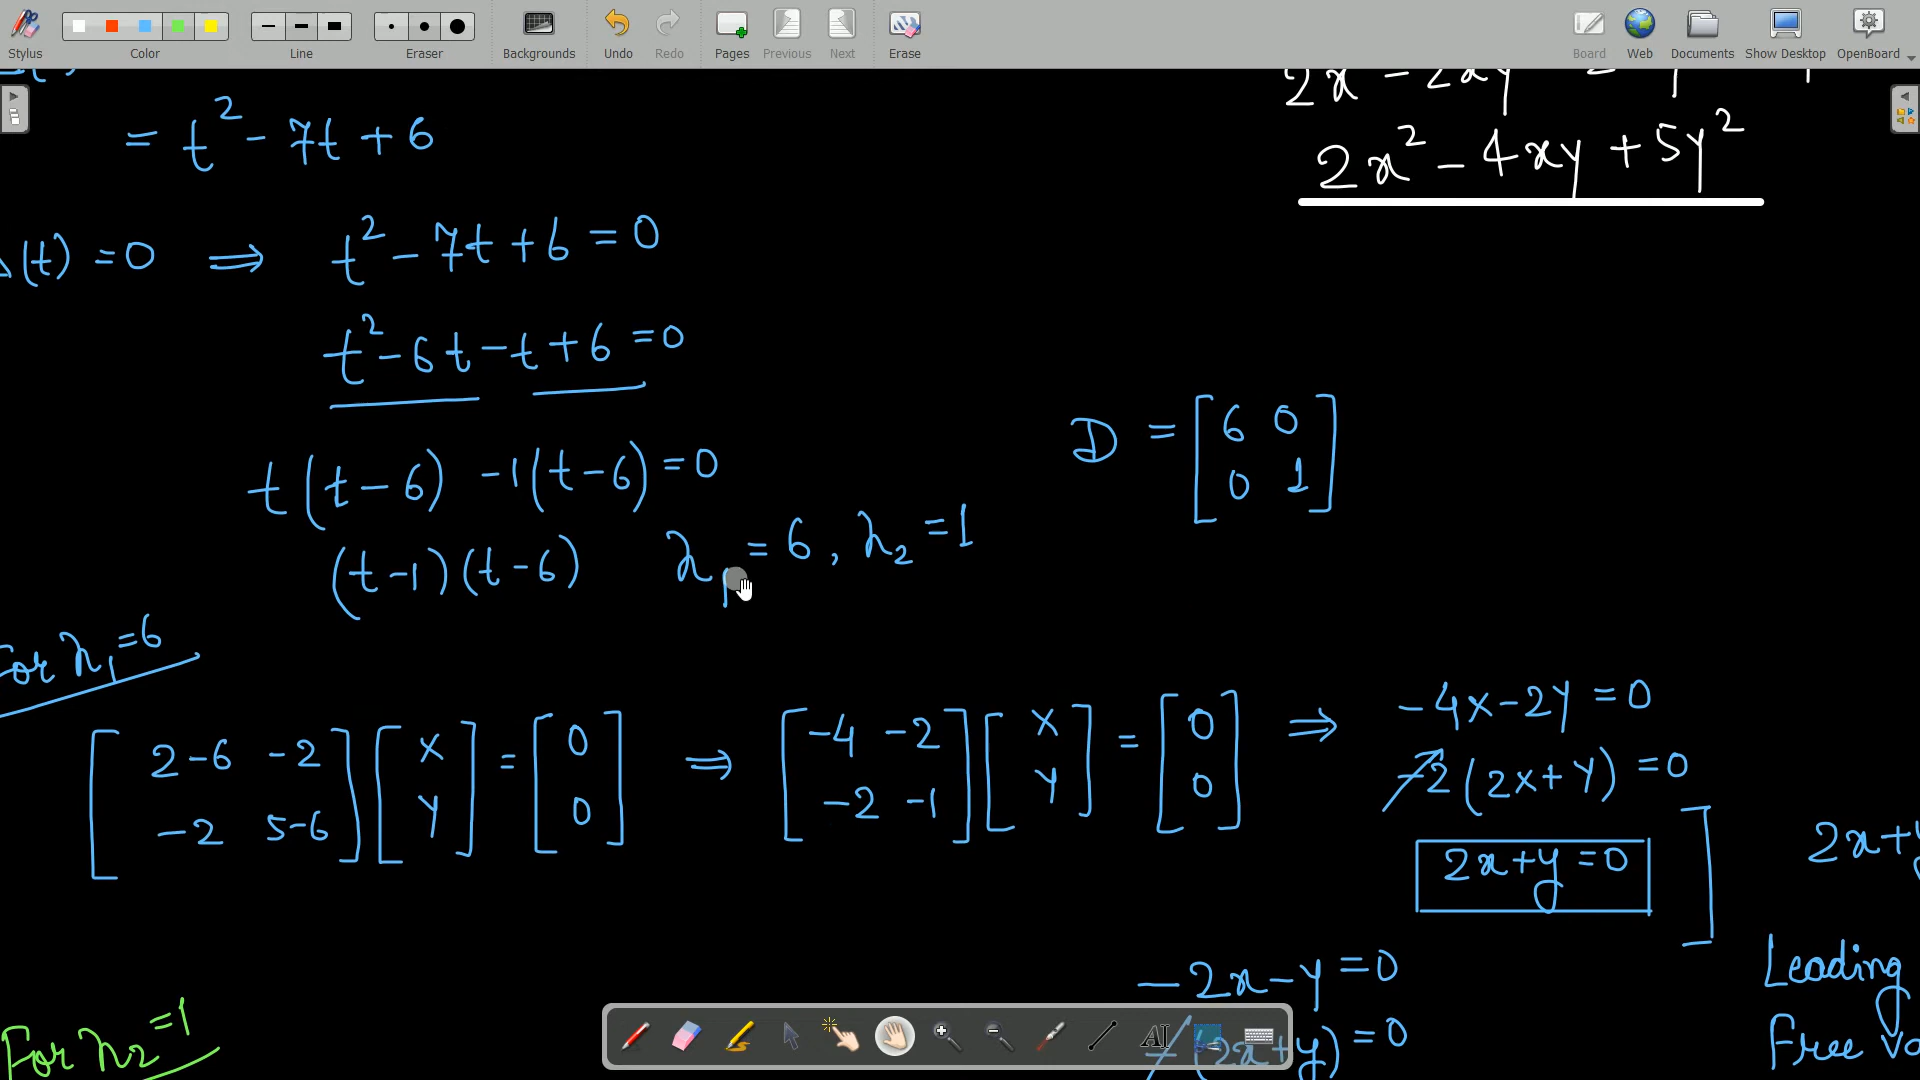 Stylus Color Line Eraser Backgrounds Undo Redo Pages Previous Next Erase Board Web Documents Show Desktop OpenBoard
= t² - 7t + 6
2x² - 4xy + 5y²
(t) = 0 ⟹ t² - 7t + 6 = 0
t² - 6t - t + 6 = 0
t(t-6) -1(t-6) = 0
D = [6 0
0 1]
(t-1)(t-6) λ1 = 6, λ2 = 1
For λ1 = 6
[2-6 -2 [x = [0 ⟹ [-4 -2 [x = [0 ⟹ -4x-2y = 0
-2 5-6] y] 0] -2 -1] y] 0] -2(2x+y) = 0
2x+y = 0 ]
2x+y
-2x-y = 0
Leading
For λ2 = 1
-(2x+y) = 0
Free